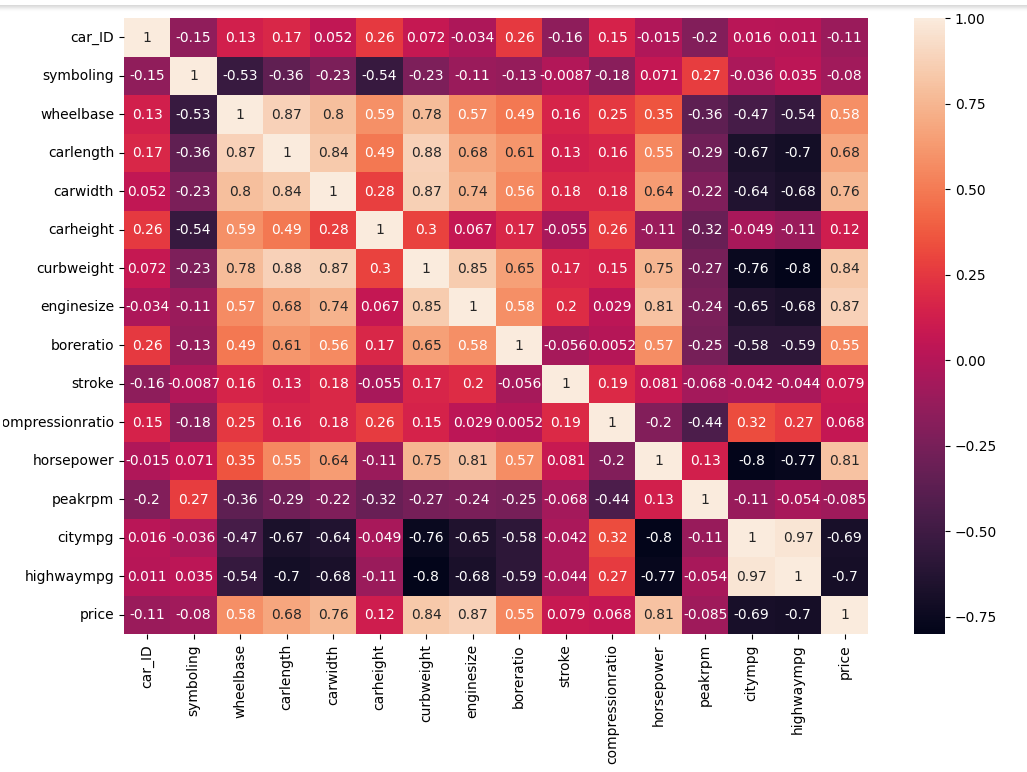 car_ID 1 -0.15 0.13 0.17 0.052 0.26 0.072 -0.034 0.26 -0.16 0.15 -0.015 -0.2 0.016 0.011 -0.11
symboling -0.15 1 -0.53 -0.36 -0.23 -0.54 -0.23 -0.11 -0.13 -0.0087 -0.18 0.071 0.27 -0.036 0.035 -0.08
wheelbase 0.13 -0.53 1 0.87 0.8 0.59 0.78 0.57 0.49 0.16 0.25 0.35 -0.36 -0.47 -0.54 0.58
carlength 0.17 -0.36 0.87 1 0.84 0.49 0.88 0.68 0.61 0.13 0.16 0.55 -0.29 -0.67 -0.7 0.68
carwidth 0.052 -0.23 0.8 0.84 1 0.28 0.87 0.74 0.56 0.18 0.18 0.64 -0.22 -0.64 -0.68 0.76
carheight 0.26 -0.54 0.59 0.49 0.28 1 0.3 0.067 0.17 -0.055 0.26 -0.11 -0.32 -0.049 -0.11 0.12
curbweight 0.072 -0.23 0.78 0.88 0.87 0.3 1 0.85 0.65 0.17 0.15 0.75 -0.27 -0.76 -0.8 0.84
enginesize -0.034 -0.11 0.57 0.68 0.74 0.067 0.85 1 0.58 0.2 0.029 0.81 -0.24 -0.65 -0.68 0.87
boreratio 0.26 -0.13 0.49 0.61 0.56 0.17 0.65 0.58 1 -0.056 0.0052 0.57 -0.25 -0.58 -0.59 0.55
stroke -0.16 -0.0087 0.16 0.13 0.18 -0.055 0.17 0.2 -0.056 1 0.19 0.081 -0.068 -0.042 -0.044 0.079
ompressionratio 0.15 -0.18 0.25 0.16 0.18 0.26 0.15 0.029 0.0052 0.19 1 -0.2 -0.44 0.32 0.27 0.068
horsepower -0.015 0.071 0.35 0.55 0.64 -0.11 0.75 0.81 0.57 0.081 -0.2 1 0.13 -0.8 -0.77 0.81
peakrpm -0.2 0.27 -0.36 -0.29 -0.22 -0.32 -0.27 -0.24 -0.25 -0.068 -0.44 0.13 1 -0.11 -0.054 -0.085
citympg 0.016 -0.036 -0.47 -0.67 -0.64 -0.049 -0.76 -0.65 -0.58 -0.042 0.32 -0.8 -0.11 1 0.97 -0.69
highwaympg 0.011 0.035 -0.54 -0.7 -0.68 -0.11 -0.8 -0.68 -0.59 -0.044 0.27 -0.77 -0.054 0.97 1 -0.7
price -0.11 -0.08 0.58 0.68 0.76 0.12 0.84 0.87 0.55 0.079 0.068 0.81 -0.085 -0.69 -0.7 1
car_ID
symboling
wheelbase
carlength
carwidth
carheight
curbweight
enginesize
boreratio
stroke
compressionratio
horsepower
peakrpm
citympg
highwaympg
price
1.00
0.75
0.50
0.25
0.00
−0.25
−0.50
−0.75